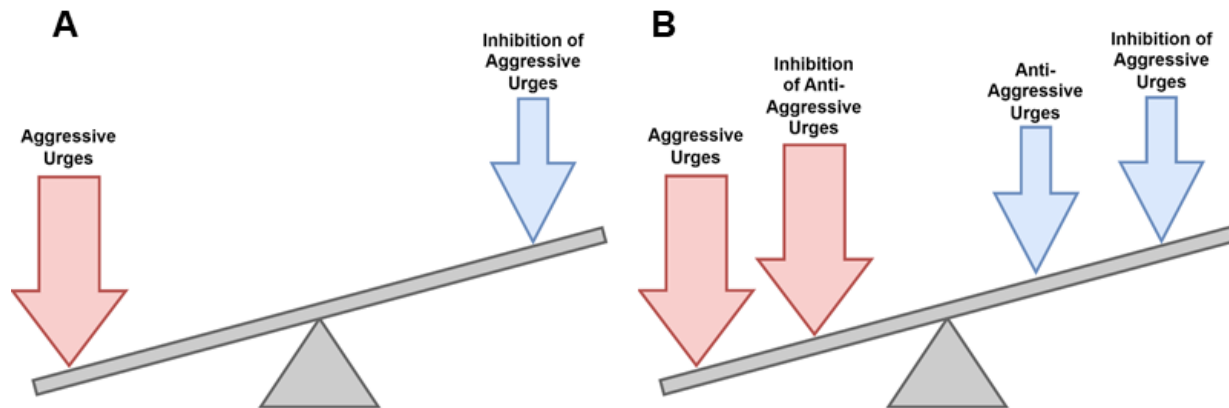 A
Aggressive
Urges
Inhibition of
Aggressive
Urges
B
Aggressive
Urges
Inhibition
of Anti-
Aggressive
Urges
Anti-
Aggressive
Urges
Inhibition of
Aggressive
Urges